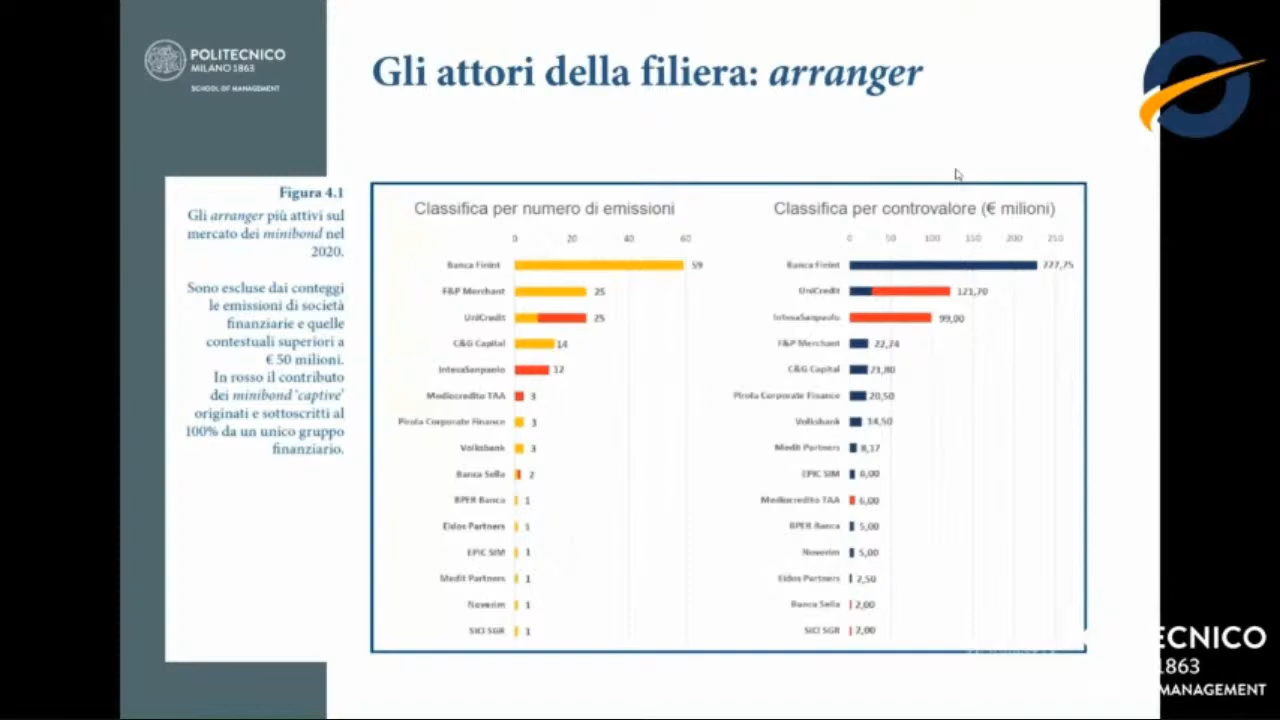 POLITECNICO
MILANO 1863
SCHOOL OF MANAGEMENT
Gli attori della filiera: arranger
Figura 4.1
Gli arranger più attivi sul
mercato dei minibond nel
2020.
Sono escluse dai conteggi
le emissioni di società
finanziarie e quelle
contestuali superiori a
€ 50 milioni.
In rosso il contributo
dei minibond 'captive'
originati e sottoscritti al
100% da un unico gruppo
finanziario.
Classifica per numero di emissioni
0 20 40 60
Banca Finint 59
F&P Merchant 25
UniCredit 25
C&G Capital 14
IntesaSanpaolo 12
Mediocredito TAA 3
Pirola Corporate Finance 3
Volksbank 3
Banca Sella 2
BPER Banca 1
Eidos Partners 1
EPIC SIM 1
Medit Partners 1
Noverim 1
SICI SGR 1
Classifica per controvalore (€ milioni)
0 50 100 150 200 250
Banca Finint
UniCredit 121,70
IntesaSanpaolo 99,00
F&P Merchant 22,74
C&G Capital 21,80
Pirola Corporate Finance 20,50
Volksbank 14,50
Medit Partners 8,17
EPIC SIM
Mediocredito TAA 6,00
BPER Banca 5,00
Noverim 5,00
Eidos Partners 2,50
Banca Sella 2,00
SICI SGR 2,00
ECNICO
1863
MANAGEMENT